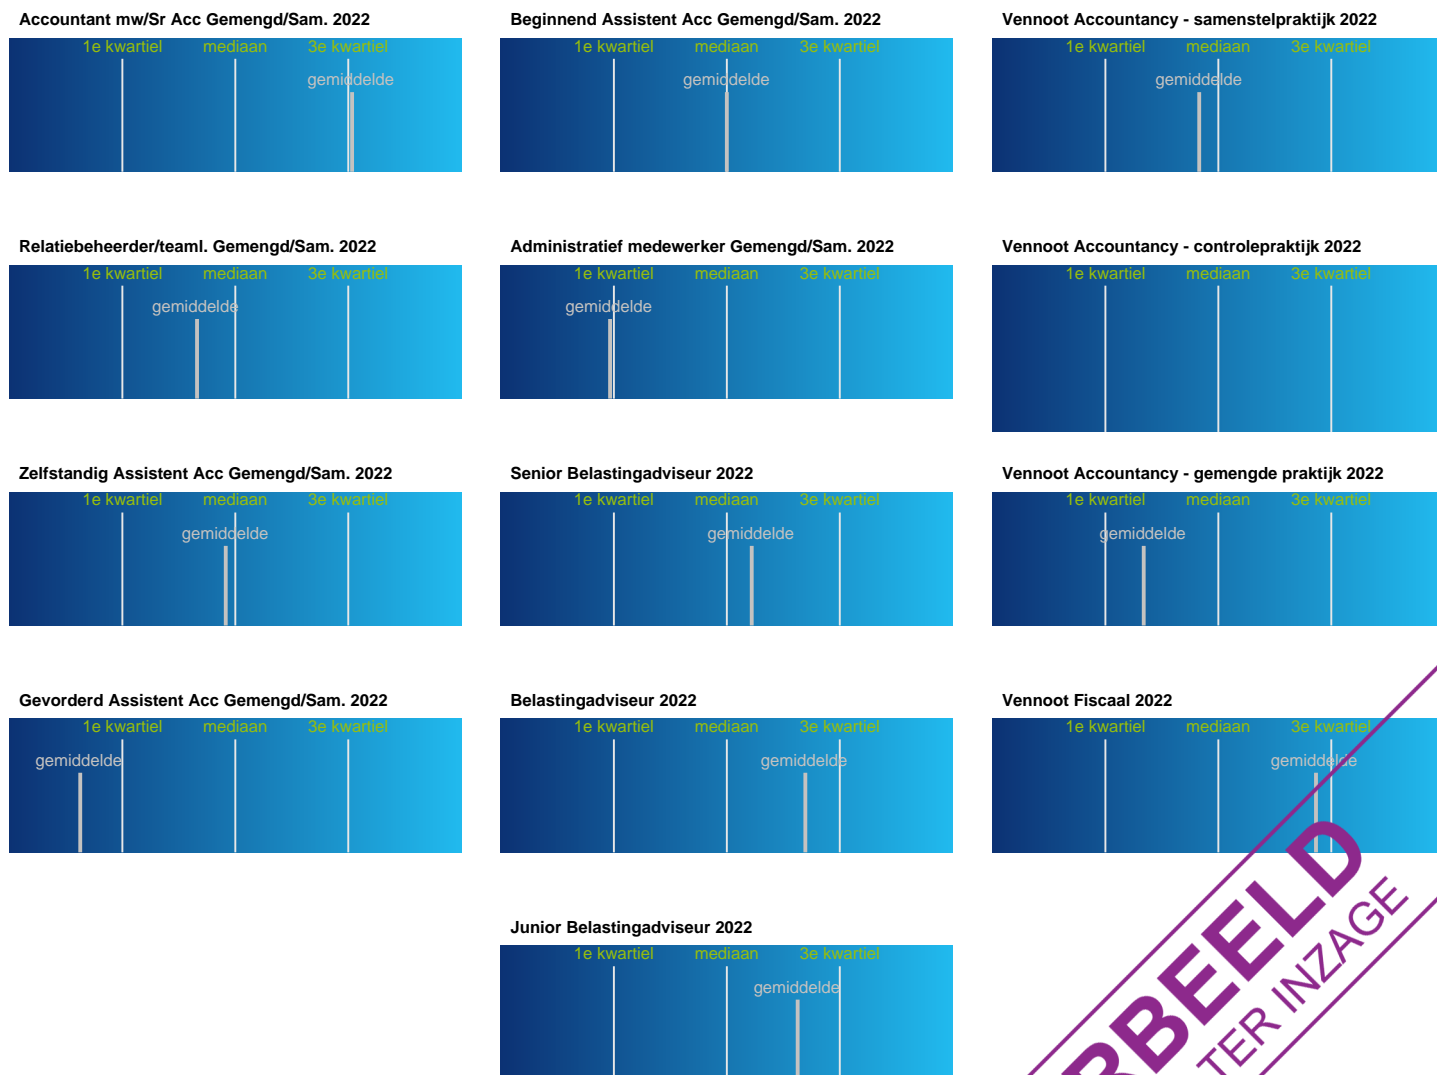 Accountant mw/Sr Acc Gemengd/Sam. 2022
1e kwartiel mediaan 3e kwartiel
gemiddelde
Beginnend Assistent Acc Gemengd/Sam. 2022
1e kwartiel mediaan 3e kwartiel
gemiddelde
Vennoot Accountancy - samenstelpraktijk 2022
1e kwartiel mediaan 3e kwartiel
gemiddelde
Relatiebeheerder/teaml. Gemengd/Sam. 2022
1e kwartiel mediaan 3e kwartiel
gemiddelde
Administratief medewerker Gemengd/Sam. 2022
1e kwartiel mediaan 3e kwartiel
gemiddelde
Vennoot Accountancy - controlepraktijk 2022
1e kwartiel mediaan 3e kwartiel
Zelfstandig Assistent Acc Gemengd/Sam. 2022
1e kwartiel mediaan 3e kwartiel
gemiddelde
Senior Belastingadviseur 2022
1e kwartiel mediaan 3e kwartiel
gemiddelde
Vennoot Accountancy - gemengde praktijk 2022
1e kwartiel mediaan 3e kwartiel
gemiddelde
Gevorderd Assistent Acc Gemengd/Sam. 2022
1e kwartiel mediaan 3e kwartiel
gemiddelde
Belastingadviseur 2022
1e kwartiel mediaan 3e kwartiel
gemiddelde
Vennoot Fiscaal 2022
1e kwartiel mediaan 3e kwartiel
gemiddelde
Junior Belastingadviseur 2022
1e kwartiel mediaan 3e kwartiel
gemiddelde
RBEELD
TER INZAGE